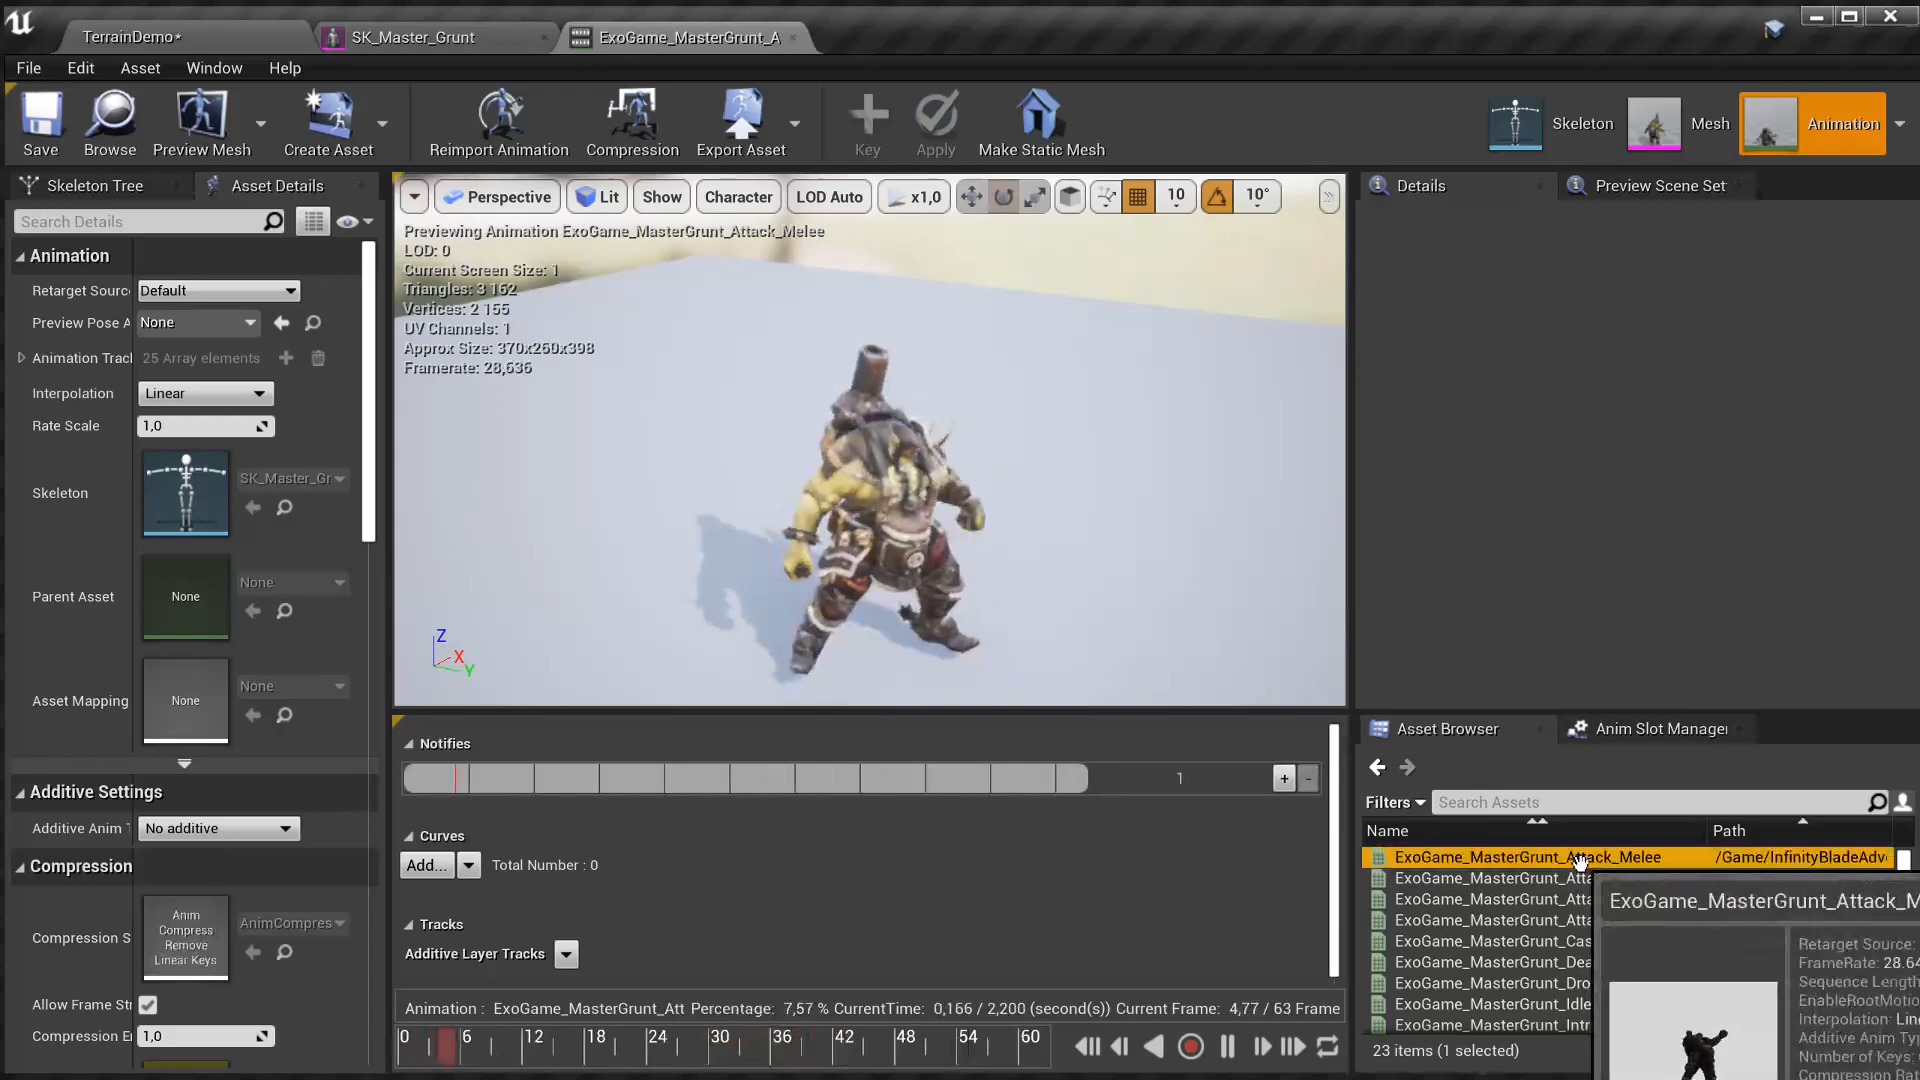 TerrainDemo*
SK_Master_Grunt
ExoGame_MasterGrunt_A
File Edit Asset Window Help
Save
Browse
Preview Mesh
Create Asset
Reimport Animation
Compression
Export Asset
Key
Apply
Make Static Mesh
Skeleton
Mesh
Animation
Skeleton Tree
Asset Details
Search Details
Animation
Retarget Sourc
Default
Preview Pose A
None
Animation Trac
25 Array elements
Interpolation
Linear
Rate Scale
1,0
Skeleton
SK_Master_Gr
Parent Asset
None
None
Asset Mapping
None
None
Additive Settings
Additive Anim T
No additive
Compression
Compression S
Anim
Compress
Remove
Linear Keys
AnimCompres
Allow Frame Str
Compression E
1,0
Perspective
Lit
Show
Character
LOD Auto
x1,0
10
10°
Previewing Animation ExoGame_MasterGrunt_Attack_Melee
LOD: 0
Current Screen Size: 1
Triangles: 3 162
Vertices: 2 155
UV Channels: 1
Approx Size: 370x260x398
Framerate: 28,636
Z
X
Y
Notifies
1
+
-
Curves
Add...
Total Number : 0
Tracks
Additive Layer Tracks
Animation : ExoGame_MasterGrunt_Att Percentage: 7,57 % CurrentTime: 0,166 / 2,200 (second(s)) Current Frame: 4,77 / 63 Frame
0 6 12 18 24 30 36 42 48 54 60
Details
Preview Scene Set
Asset Browser
Anim Slot Manager
Filters
Search Assets
Name
Path
ExoGame_MasterGrunt_Attack_Melee
/Game/InfinityBladeAdve
ExoGame_MasterGrunt_Atta
ExoGame_MasterGrunt_Atta
ExoGame_MasterGrunt_Atta
ExoGame_MasterGrunt_Cas
ExoGame_MasterGrunt_Dea
ExoGame_MasterGrunt_Dro
ExoGame_MasterGrunt_Idle
ExoGame_MasterGrunt_Intr
23 items (1 selected)
ExoGame_MasterGrunt_Attack_M
Retarget Source:
FrameRate: 28.64
Sequence Length
EnableRootMotio
Interpolation: Line
Additive Anim Typ
Number of Keys:
Compression Rat